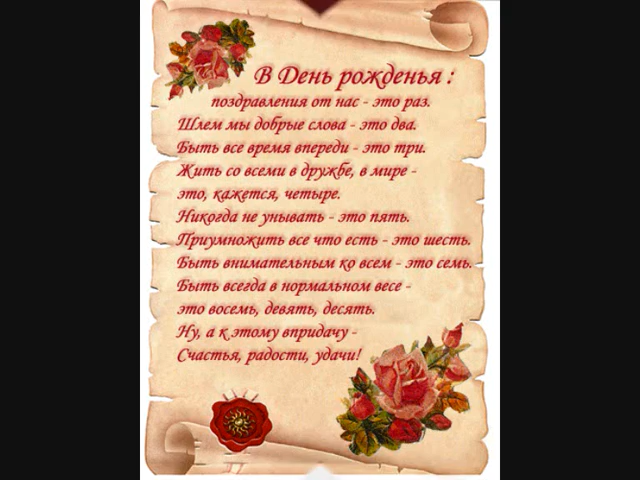 В День рожденья :
поздравления от нас - это раз.
Шлем мы добрые слова - это два.
Быть все время впереди - это три.
Жить со всеми в дружбе, в мире -
это, кажется, четыре.
Никогда не унывать - это пять.
Приумножить все что есть - это шесть.
Быть внимательным ко всем - это семь.
Быть всегда в нормальном весе -
это восемь, девять, десять.
Ну, а к этому впридачу -
Счастья, радости, удачи!